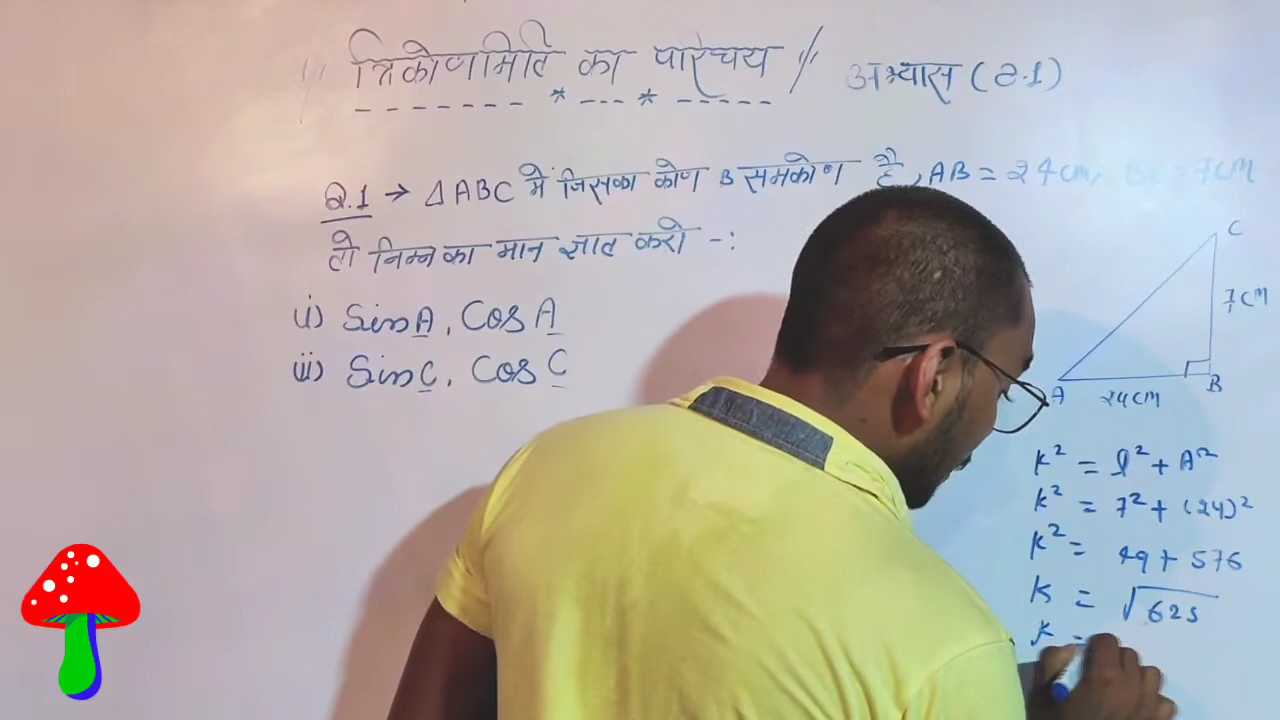 त्रिकोणमिति का परिचय अभ्यास (8.1)
Q.1 → ΔABC में जिसका कोण B समकोण है, AB = 24cm, BC = 7cm
तो निम्न का मान ज्ञात करो -:
(i) Sin A, Cos A
(ii) Sin C, Cos C
C
7cm
A 24cm B
K² = l² + A²
K² = 7² + (24)²
K² = 49 + 576
K = √625
K =